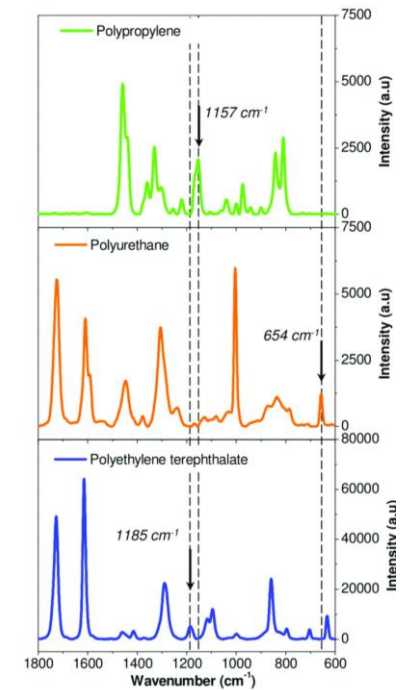 Polypropylene
7500
5000
2500
0
Intensity (a.u)
1157 cm⁻¹
Polyurethane
7500
5000
2500
0
Intensity (a.u)
654 cm⁻¹
Polyethylene terephthalate
80000
60000
40000
20000
0
Intensity (a.u)
1185 cm⁻¹
1800 1600 1400 1200 1000 800 600
Wavenumber (cm⁻¹)